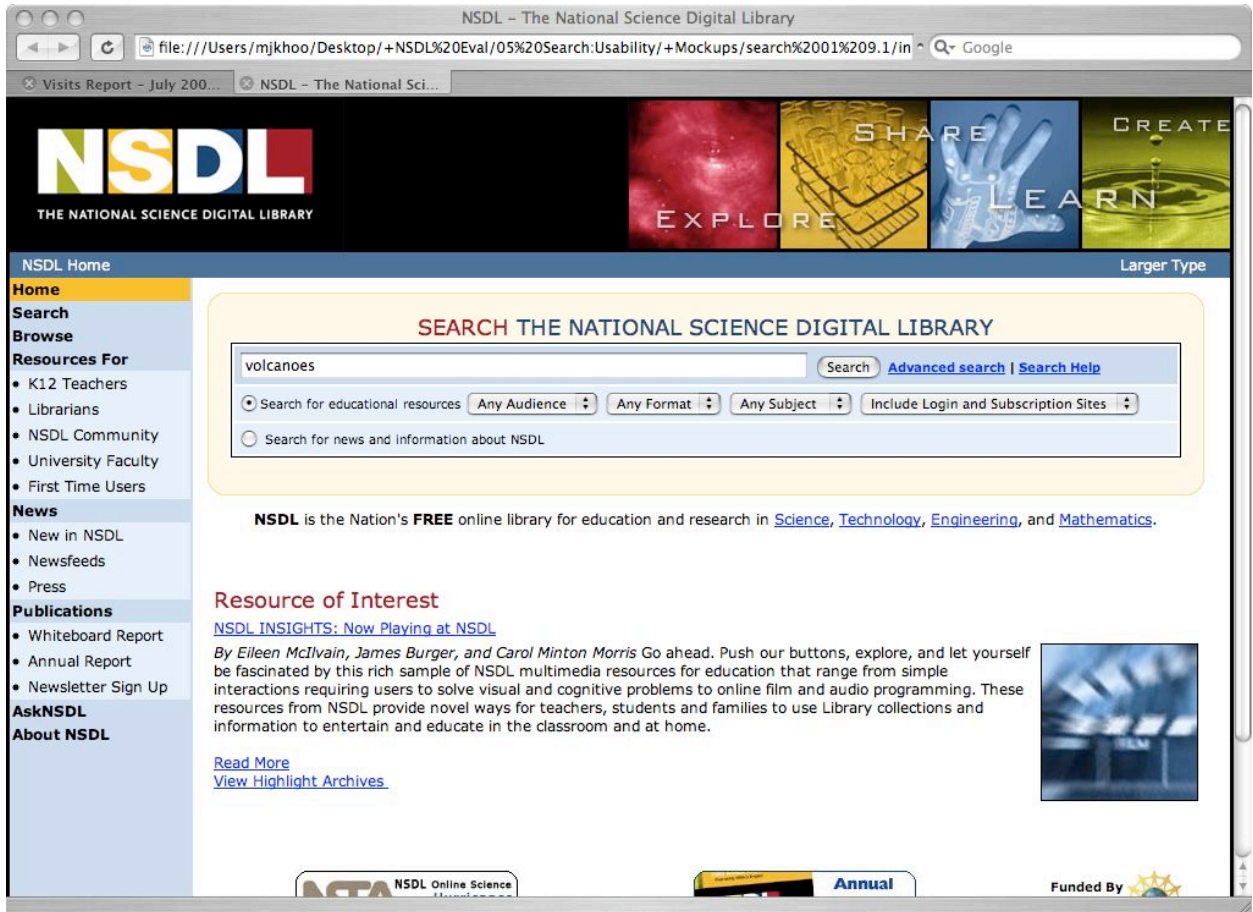 NSDL – The National Science Digital Library
file:///Users/mjkhoo/Desktop/+NSDL%20Eval/05%20Search:Usability/+Mockups/search%2001%209.1/in
Google
Visits Report – July 200...
NSDL – The National Sci...
NSDL
THE NATIONAL SCIENCE DIGITAL LIBRARY
EXPLORE
SHARE
LEARN
CREATE
NSDL Home
Larger Type
Home
Search
Browse
Resources For
• K12 Teachers
• Librarians
• NSDL Community
• University Faculty
• First Time Users
News
• New in NSDL
• Newsfeeds
• Press
Publications
• Whiteboard Report
• Annual Report
• Newsletter Sign Up
AskNSDL
About NSDL
SEARCH THE NATIONAL SCIENCE DIGITAL LIBRARY
volcanoes
Search Advanced search | Search Help
Search for educational resources Any Audience Any Format Any Subject Include Login and Subscription Sites
Search for news and information about NSDL
NSDL is the Nation's FREE online library for education and research in Science, Technology, Engineering, and Mathematics.
Resource of Interest
NSDL INSIGHTS: Now Playing at NSDL
By Eileen McIlvain, James Burger, and Carol Minton Morris Go ahead. Push our buttons, explore, and let yourself
be fascinated by this rich sample of NSDL multimedia resources for education that range from simple
interactions requiring users to solve visual and cognitive problems to online film and audio programming. These
resources from NSDL provide novel ways for teachers, students and families to use Library collections and
information to entertain and educate in the classroom and at home.
Read More
View Highlight Archives
NSTA
NSDL Online Science
Annual
Funded By